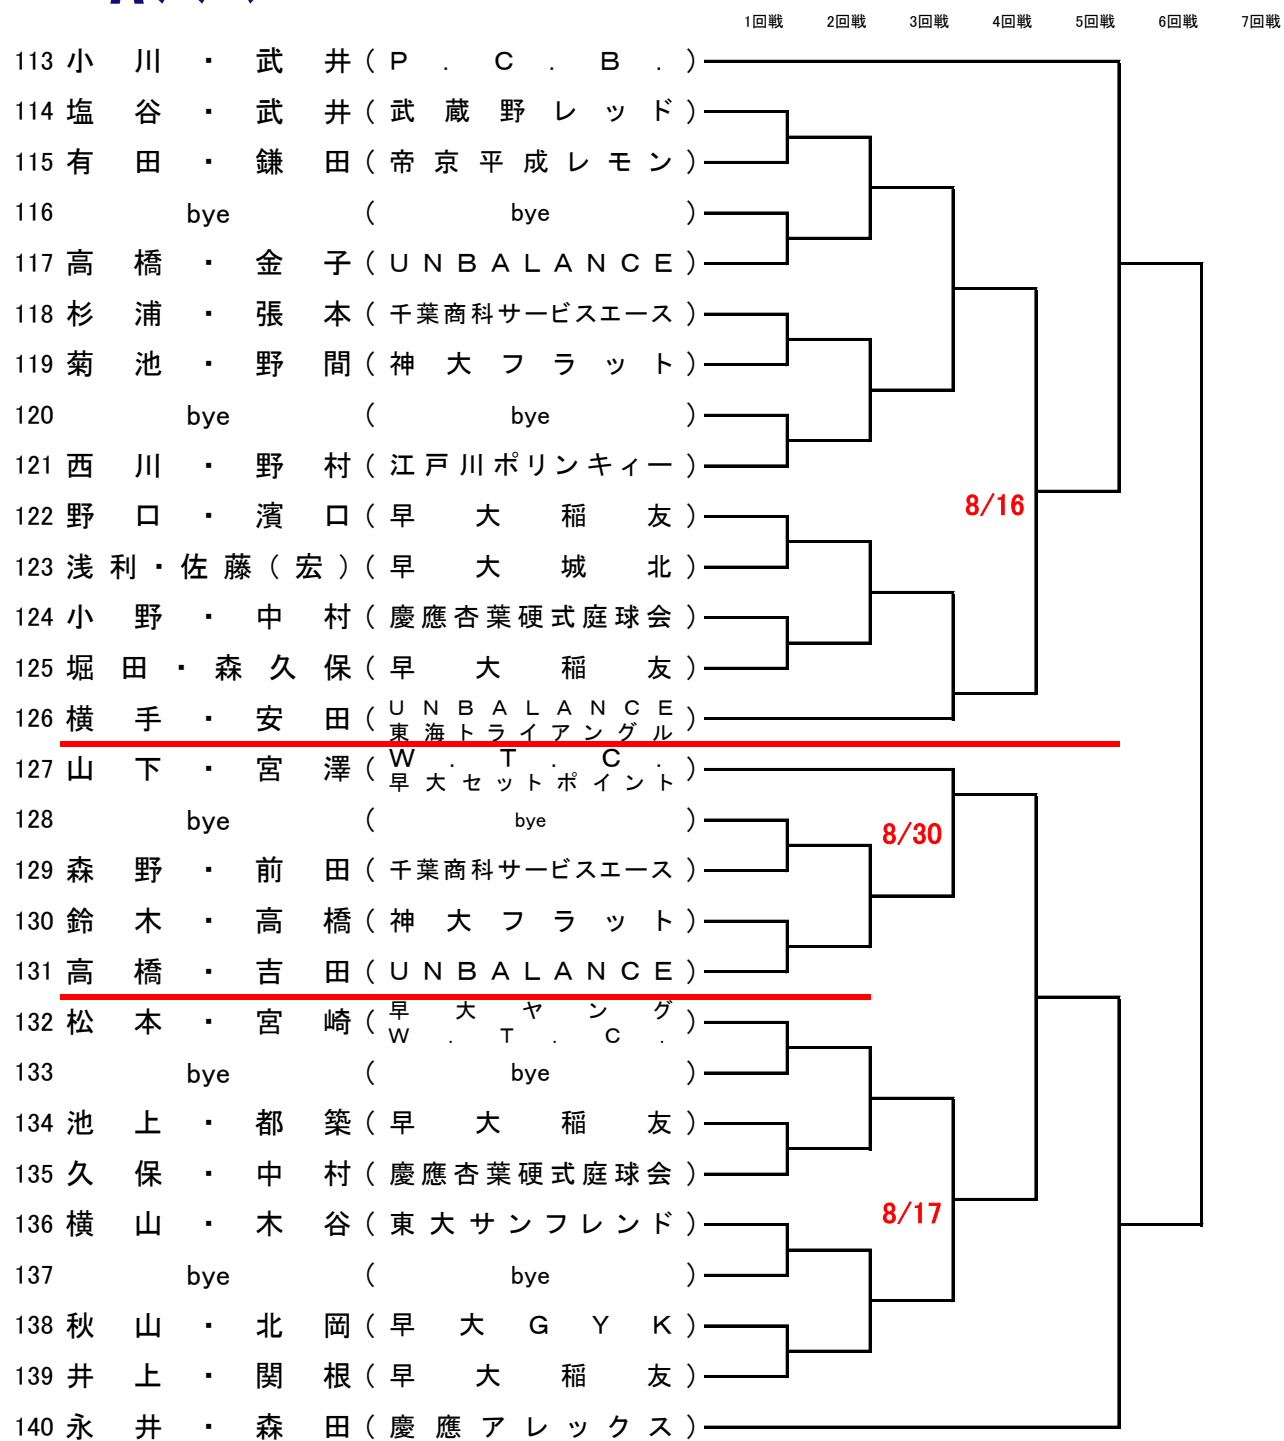 1回戦 2回戦 3回戦 4回戦 5回戦 6回戦 7回戦
113 小川・武井(P.C.B.)
114 塩谷・武井(武蔵野レッド)
115 有田・鎌田(帝京平成レモン)
116 bye (bye)
117 高橋・金子(UNBALANCE)
118 杉浦・張本(千葉商科サービスエース)
119 菊池・野間(神大フラット)
120 bye (bye)
121 西川・野村(江戸川ポリンキィー)
8/16
122 野口・濱口(早大稲友)
123 浅利・佐藤(宏)(早大城北)
124 小野・中村(慶應杏葉硬式庭球会)
125 堀田・森久保(早大稲友)
126 横手・安田(UNBALANCE
東海トライアングル)
127 山下・宮澤(W.T.C.
早大セットポイント)
128 bye (bye)
8/30
129 森野・前田(千葉商科サービスエース)
130 鈴木・高橋(神大フラット)
131 高橋・吉田(UNBALANCE)
132 松本・宮崎(早大ヤング
W.T.C.)
133 bye (bye)
134 池上・都築(早大稲友)
135 久保・中村(慶應杏葉硬式庭球会)
8/17
136 横山・木谷(東大サンフレンド)
137 bye (bye)
138 秋山・北岡(早大GYK)
139 井上・関根(早大稲友)
140 永井・森田(慶應アレックス)